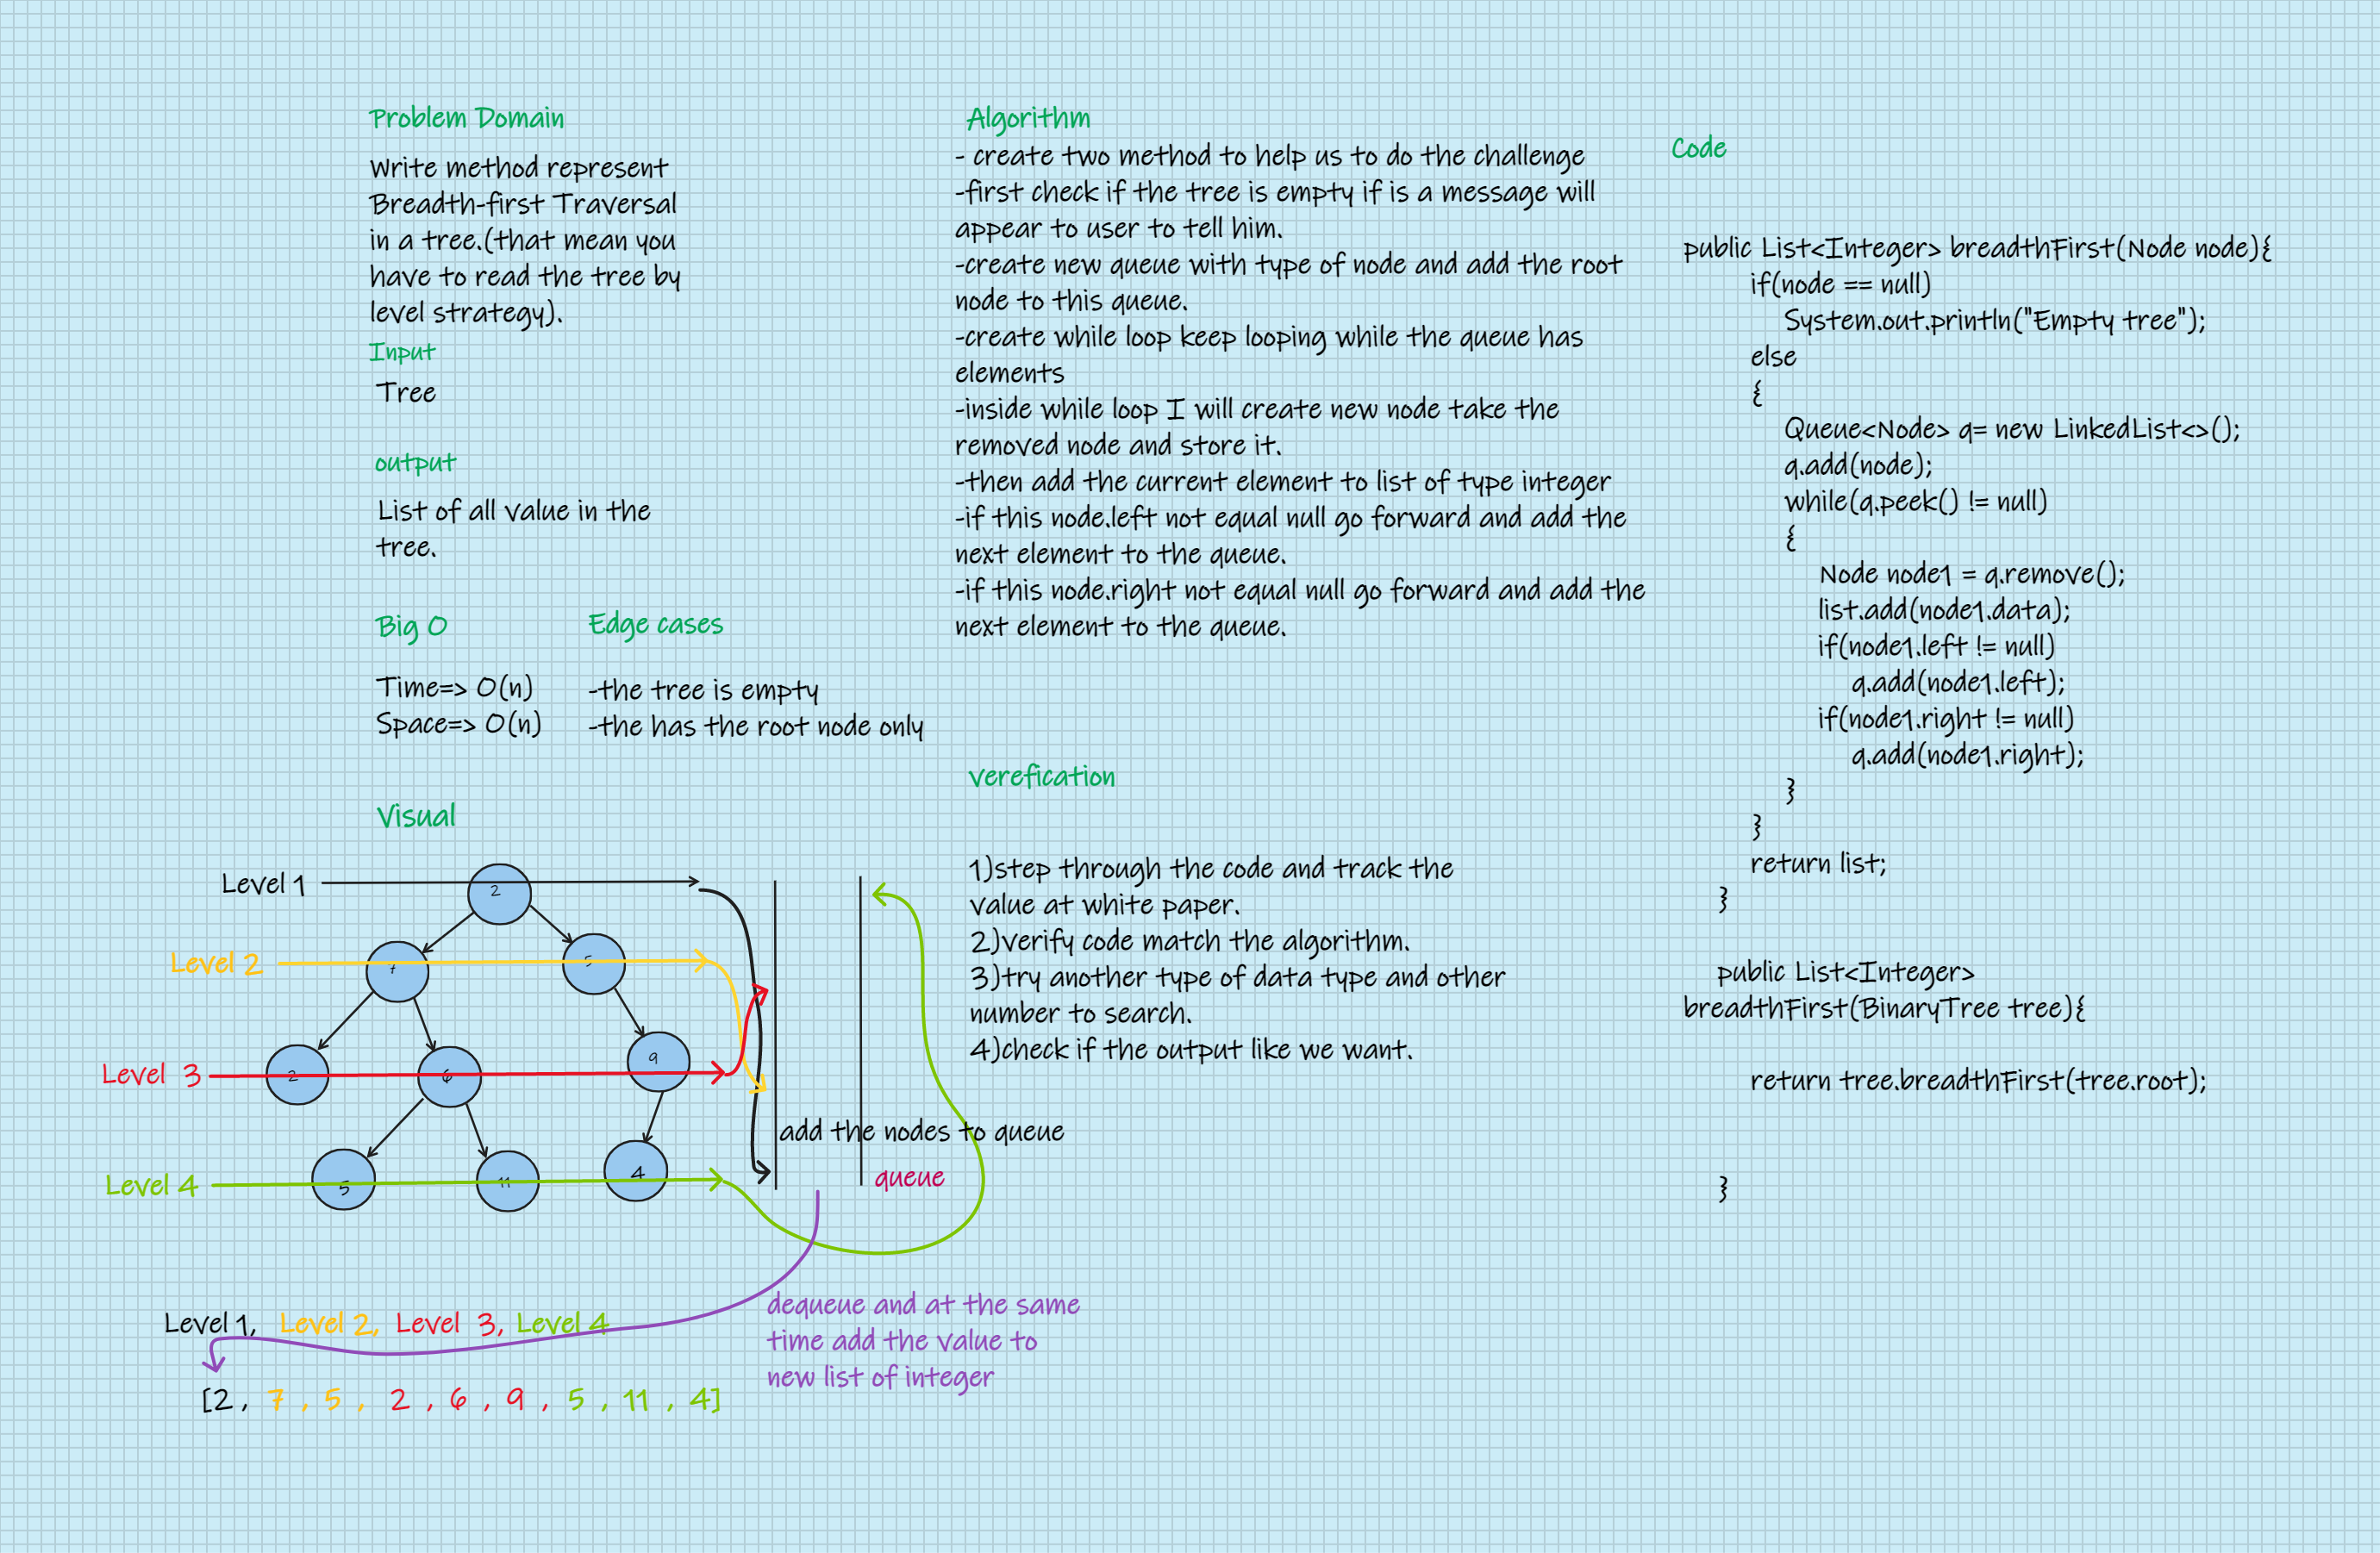 Problem Domain
Write method represent
Breadth-first Traversal
in a tree.(that mean you
have to read the tree by
level strategy).
Input
Tree
output
List of all value in the
tree.
Big O
Time=> O(n)
Space=> O(n)
Edge cases
-the tree is empty
-the has the root node only
Visual
Level 1
2
Level 2
7
5
Level 3
2
6
9
Level 4
5
11
4
add the nodes to queue
queue
Level 1, Level 2, Level 3, Level 4
[2 , 7 , 5 , 2 , 6 , 9 , 5 , 11 , 4]
dequeue and at the same
time add the value to
new list of integer
Algorithm
- create two method to help us to do the challenge
-first check if the tree is empty if is a message will
appear to user to tell him.
-create new queue with type of node and add the root
node to this queue.
-create while loop keep looping while the queue has
elements
-inside while loop I will create new node take the
removed node and store it.
-then add the current element to list of type integer
-if this node.left not equal null go forward and add the
next element to the queue.
-if this node.right not equal null go forward and add the
next element to the queue.
verefication
1)step through the code and track the
value at white paper.
2)verify code match the algorithm.
3)try another type of data type and other
number to search.
4)check if the output like we want.
Code
public List<Integer> breadthFirst(Node node){
if(node == null)
System.out.println("Empty tree");
else
{
Queue<Node> q= new LinkedList<>();
q.add(node);
while(q.peek() != null)
{
Node node1 = q.remove();
list.add(node1.data);
if(node1.left != null)
q.add(node1.left);
if(node1.right != null)
q.add(node1.right);
}
}
return list;
}
public List<Integer>
breadthFirst(BinaryTree tree){
return tree.breadthFirst(tree.root);
}